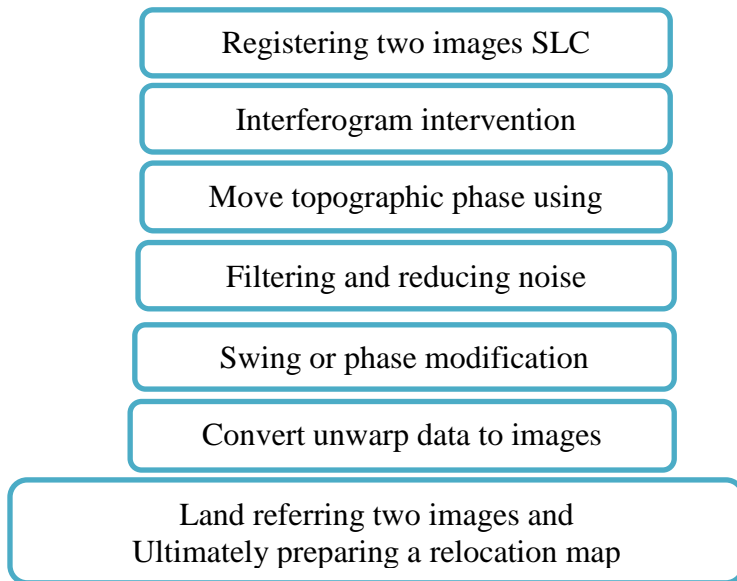 Registering two images SLC
Interferogram intervention
Move topographic phase using
Filtering and reducing noise
Swing or phase modification
Convert unwarp data to images
Land referring two images and
Ultimately preparing a relocation map